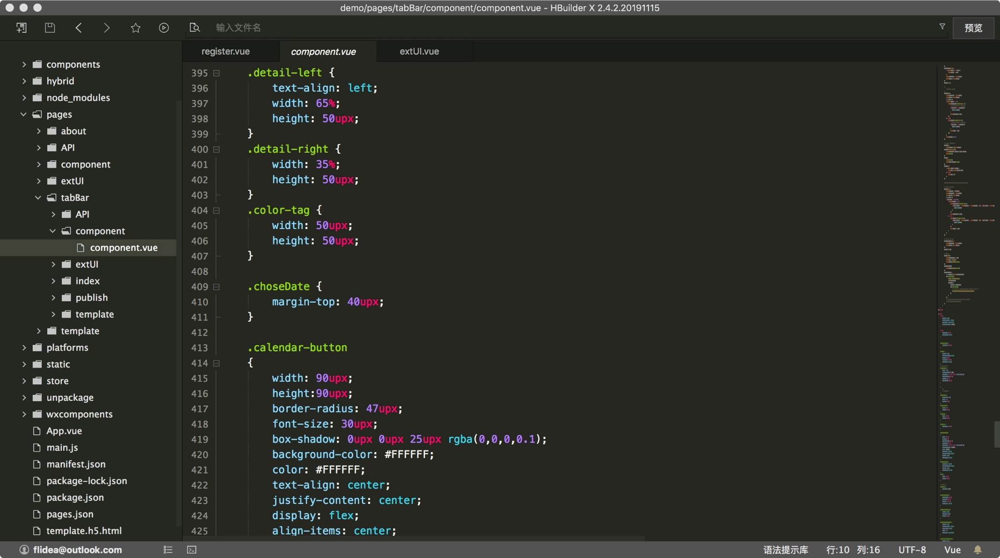 demo/pages/tabBar/component/component.vue - HBuilder X 2.4.2.20191115
输入文件名
预览
register.vue
component.vue
extUI.vue
components
hybrid
node_modules
pages
about
API
component
extUI
tabBar
API
component
component.vue
extUI
index
publish
template
template
platforms
static
store
unpackage
wxcomponents
App.vue
main.js
manifest.json
package-lock.json
package.json
pages.json
template.h5.html
395 .detail-left {
396 text-align: left;
397 width: 65%;
398 height: 50upx;
399 }
400 .detail-right {
401 width: 35%;
402 height: 50upx;
403 }
404 .color-tag {
405 width: 50upx;
406 height: 50upx;
407 }
408
409 .choseDate {
410 margin-top: 40upx;
411 }
412
413 .calendar-button
414 {
415 width: 90upx;
416 height:90upx;
417 border-radius: 47upx;
418 font-size: 30upx;
419 box-shadow: 0upx 0upx 25upx rgba(0,0,0,0.1);
420 background-color: #FFFFFF;
421 color: #FFFFFF;
422 text-align: center;
423 justify-content: center;
424 display: flex;
425 align-items: center;
flidea@outlook.com
语法提示库 行:10 列:16 UTF-8 Vue